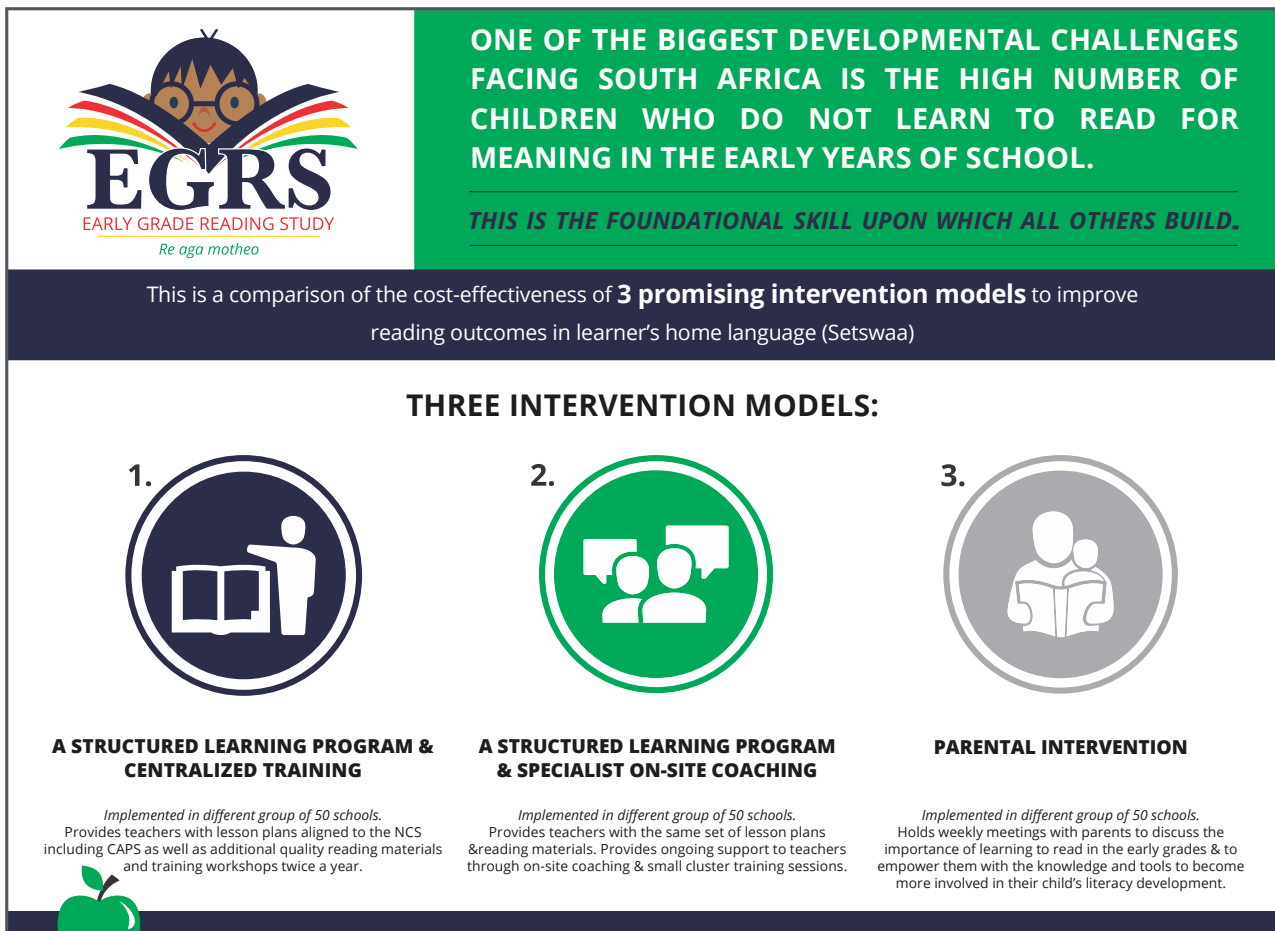 EGRS
EARLY GRADE READING STUDY
Re aga motheo
ONE OF THE BIGGEST DEVELOPMENTAL CHALLENGES
FACING SOUTH AFRICA IS THE HIGH NUMBER OF
CHILDREN WHO DO NOT LEARN TO READ FOR
MEANING IN THE EARLY YEARS OF SCHOOL.
THIS IS THE FOUNDATIONAL SKILL UPON WHICH ALL OTHERS BUILD.
This is a comparison of the cost-effectiveness of 3 promising intervention models to improve
reading outcomes in learner's home language (Setswaa)
THREE INTERVENTION MODELS:
1.
A STRUCTURED LEARNING PROGRAM &
CENTRALIZED TRAINING
Implemented in different group of 50 schools.
Provides teachers with lesson plans aligned to the NCS
including CAPS as well as additional quality reading materials
and training workshops twice a year.
2.
A STRUCTURED LEARNING PROGRAM
& SPECIALIST ON-SITE COACHING
Implemented in different group of 50 schools.
Provides teachers with the same set of lesson plans
&reading materials. Provides ongoing support to teachers
through on-site coaching & small cluster training sessions.
3.
PARENTAL INTERVENTION
Implemented in different group of 50 schools.
Holds weekly meetings with parents to discuss the
importance of learning to read in the early grades & to
empower them with the knowledge and tools to become
more involved in their child's literacy development.